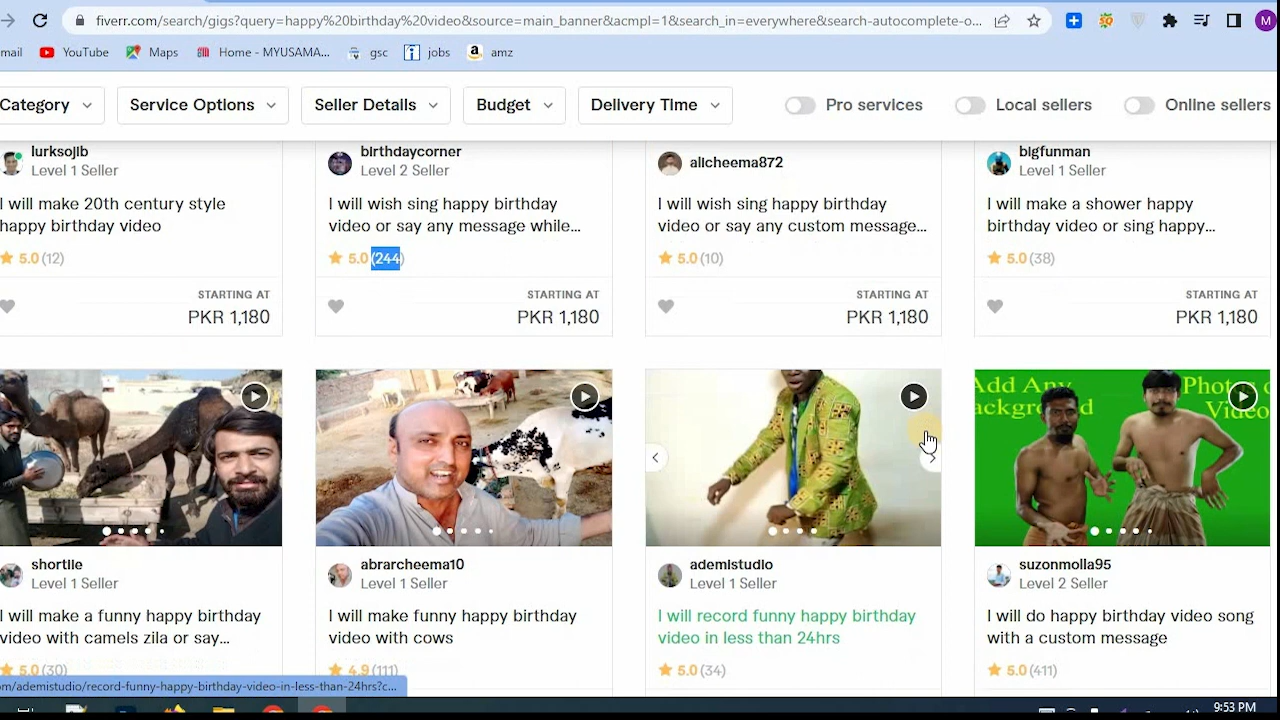 fiverr.com/search/gigs?query=happy%20birthday%20video&source=main_banner&acmpl=1&search_in=everywhere&search-autocomplete-o...
M
mail
YouTube
Maps
Home - MYUSAMA...
gsc
jobs
amz
Category
Service Options
Seller Details
Budget
Delivery Time
Pro services
Local sellers
Online sellers
lurksojib
Level 1 Seller
I will make 20th century style
happy birthday video
5.0 (12)
STARTING AT
PKR 1,180
birthdaycorner
Level 2 Seller
I will wish sing happy birthday
video or say any message while...
5.0 (244)
STARTING AT
PKR 1,180
alicheema872
I will wish sing happy birthday
video or say any custom message...
5.0 (10)
STARTING AT
PKR 1,180
bigfunman
Level 1 Seller
I will make a shower happy
birthday video or sing happy...
5.0 (38)
STARTING AT
PKR 1,180
shortlie
Level 1 Seller
I will make a funny happy birthday
video with camels zila or say...
5.0 (30)
abrarcheema10
Level 1 Seller
I will make funny happy birthday
video with cows
4.9 (111)
ademistudio
Level 1 Seller
I will record funny happy birthday
video in less than 24hrs
5.0 (34)
Add Any
Background
Photos
Video
suzonmolla95
Level 2 Seller
I will do happy birthday video song
with a custom message
5.0 (411)
om/ademistudio/record-funny-happy-birthday-video-in-less-than-24hrs?c...
9:53 PM